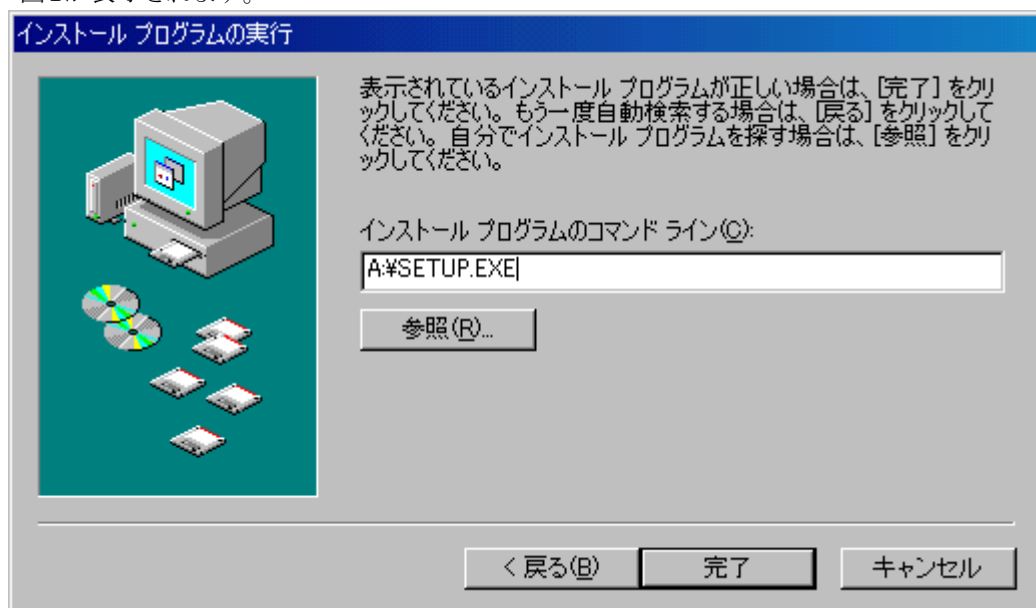 が表示されます。
インストール プログラムの実行
表示されているインストール プログラムが正しい場合は、[完了] をクリ
ックしてください。もう一度自動検索する場合は、[戻る] をクリックして
ください。自分でインストール プログラムを探す場合は、[参照] をクリ
ックしてください。
インストール プログラムのコマンド ライン(C):
A:¥SETUP.EXE
参照(R)...
< 戻る(B)
完了
キャンセル